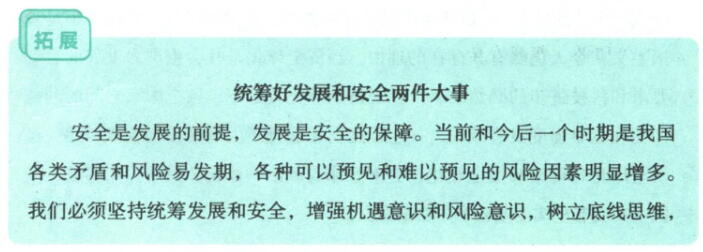 拓展
统筹好发展和安全两件大事
安全是发展的前提，发展是安全的保障。当前和今后一个时期是我国
各类矛盾和风险易发期，各种可以预见和难以预见的风险因素明显增多。
我们必须坚持统筹发展和安全，增强机遇意识和风险意识，树立底线思维，